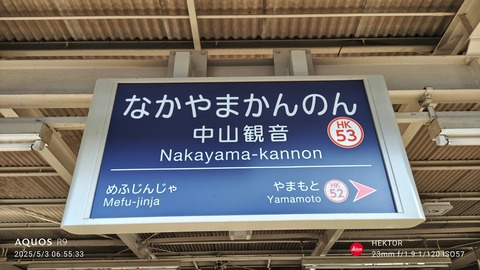 なかやまかんのん
中山観音
HK
53
Nakayama-kannon
めふじんじゃ
Mefu-jinja
やまもと
Yamamoto
HK
52
AQUOS R9
2025/5/3 06:55:33
Leica
HEKTOR
23mm f/1.9 1/120 ISO57